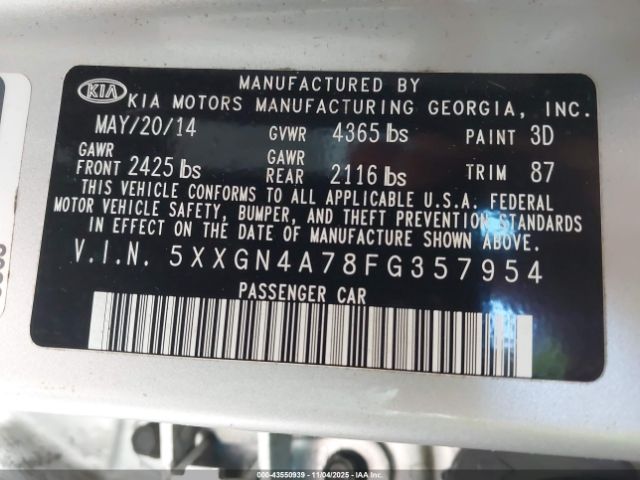 KIA
MANUFACTURED BY
KIA MOTORS MANUFACTURING GEORGIA, INC.
MAY/20/14 GVWR 4365 lbs PAINT 3D
GAWR FRONT 2425 lbs GAWR REAR 2116 lbs TRIM 87
THIS VEHICLE CONFORMS TO ALL APPLICABLE U.S.A. FEDERAL
MOTOR VEHICLE SAFETY, BUMPER, AND THEFT PREVENTION STANDARDS
IN EFFECT ON THE DATE OF MANUFACTURE SHOWN ABOVE.
V.I.N. 5XXGN4A78FG357954
PASSENGER CAR
000-43550939 - 11/04/2025 - IAAI.COM